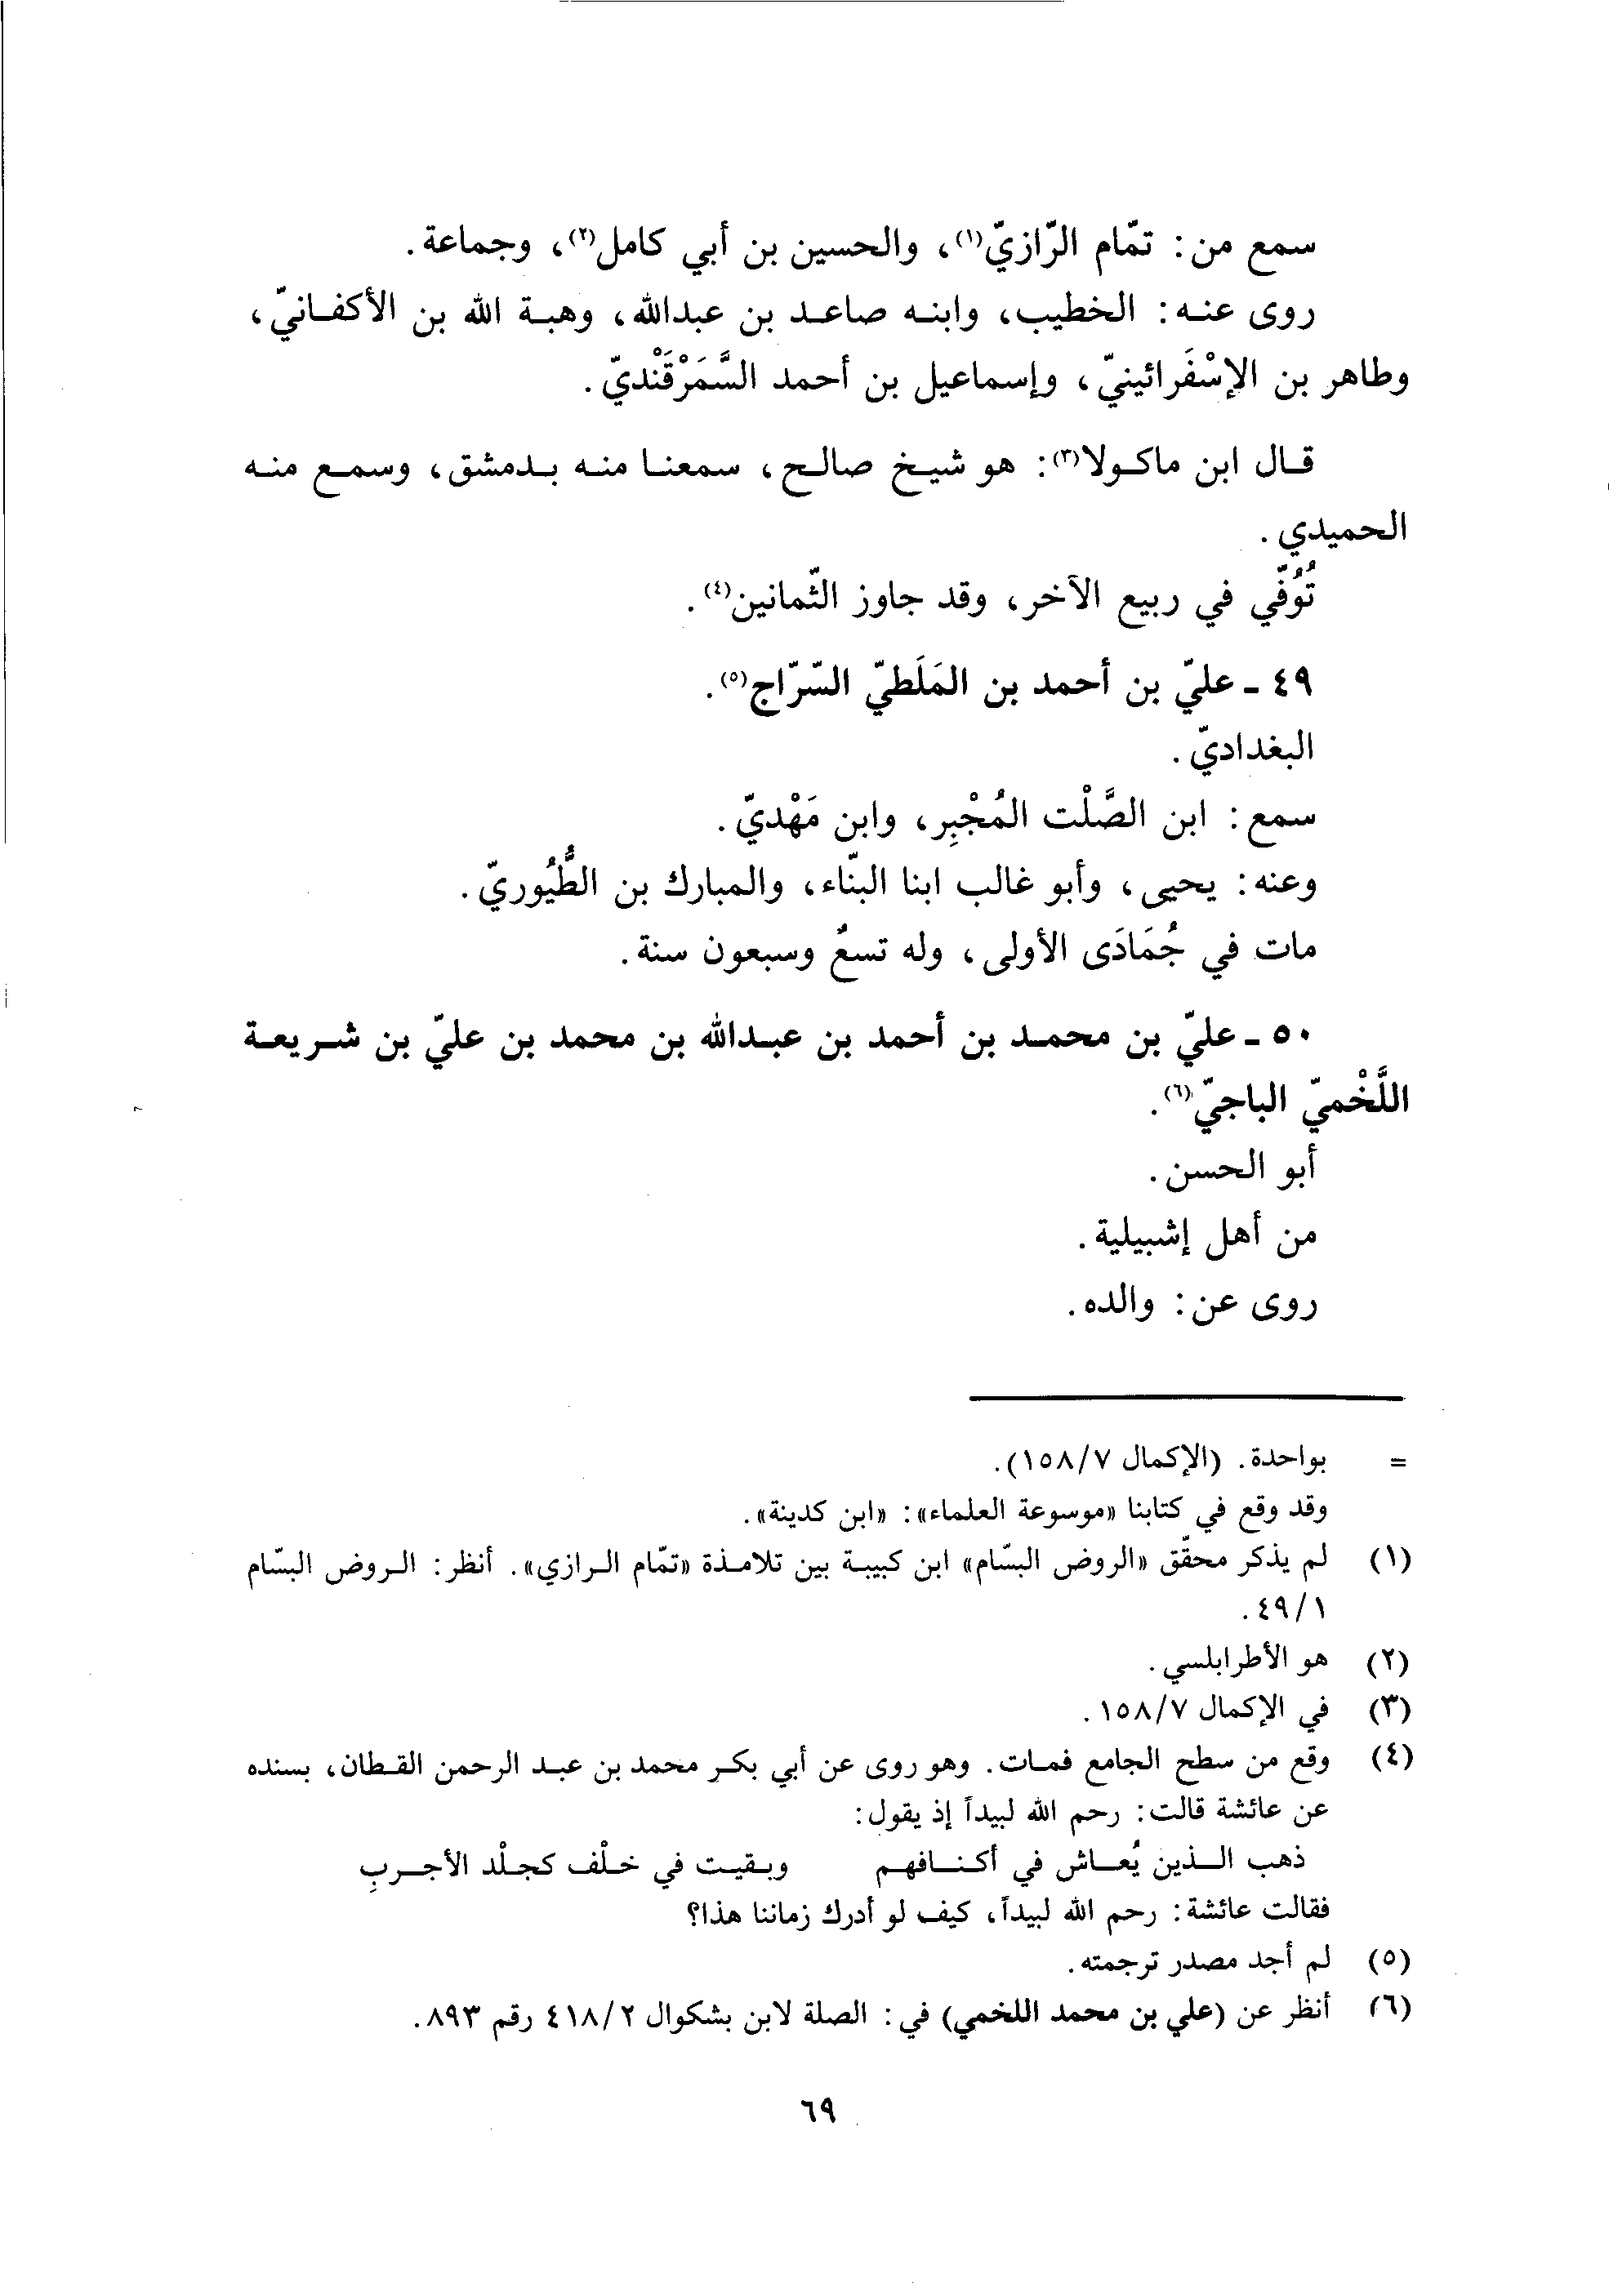 سمع من: تمّام الرّازيّ(١)، والحسين بن أبي كامل(٢)، وجماعة.
روى عنه: الخطيب، وابنه صاعد بن عبدالله، وهبة الله بن الأكفانيّ،
وطاهر بن الإسْفَرائينيّ، وإسماعيل بن أحمد السَّمَرْقَنْديّ.
قال ابن ماكولا(٣): هو شيخ صالح، سمعنا منه بدمشق، وسمع منه
الحميدي.
تُوُفّي في ربيع الآخر، وقد جاوز الثّمانين(٤).
٤٩ ـ عليّ بن أحمد بن المَلَطيّ السّرّاج(٥).
البغداديّ.
سمع: ابن الصَّلْت المُجْبِر، وابن مَهْديّ.
وعنه: يحيى، وأبو غالب ابنا البنّاء، والمبارك بن الطُّيُوريّ.
مات في جُمَادَى الأولى، وله تسعٌ وسبعون سنة.
٥٠ ـ عليّ بن محمد بن أحمد بن عبدالله بن محمد بن عليّ بن شريعة
اللَّخْميّ الباجيّ(٦).
أبو الحسن.
من أهل إشبيلية.
روى عن: والده.
= بواحدة. (الإكمال ١٥٨/٧).
وقد وقع في كتابنا «موسوعة العلماء»: «ابن كدينة».
(١) لم يذكر محقّق «الروض البسّام» ابن كبيبة بين تلامذة «تمّام الرازي». أنظر: الروض البسّام
٤٩/١.
(٢) هو الأطرابلسي.
(٣) في الإكمال ١٥٨/٧.
(٤) وقع من سطح الجامع فمات. وهو روى عن أبي بكر محمد بن عبد الرحمن القطان، بسنده
عن عائشة قالت: رحم الله لبيداً إذ يقول:
ذهب الذين يُعاش في أكنافهم وبقيت في خلْف كجلْد الأجربِ
فقالت عائشة: رحم الله لبيداً، كيف لو أدرك زماننا هذا؟
(٥) لم أجد مصدر ترجمته.
(٦) أنظر عن (علي بن محمد اللخمي) في: الصلة لابن بشكوال ٤١٨/٢ رقم ٨٩٣.
٦٩